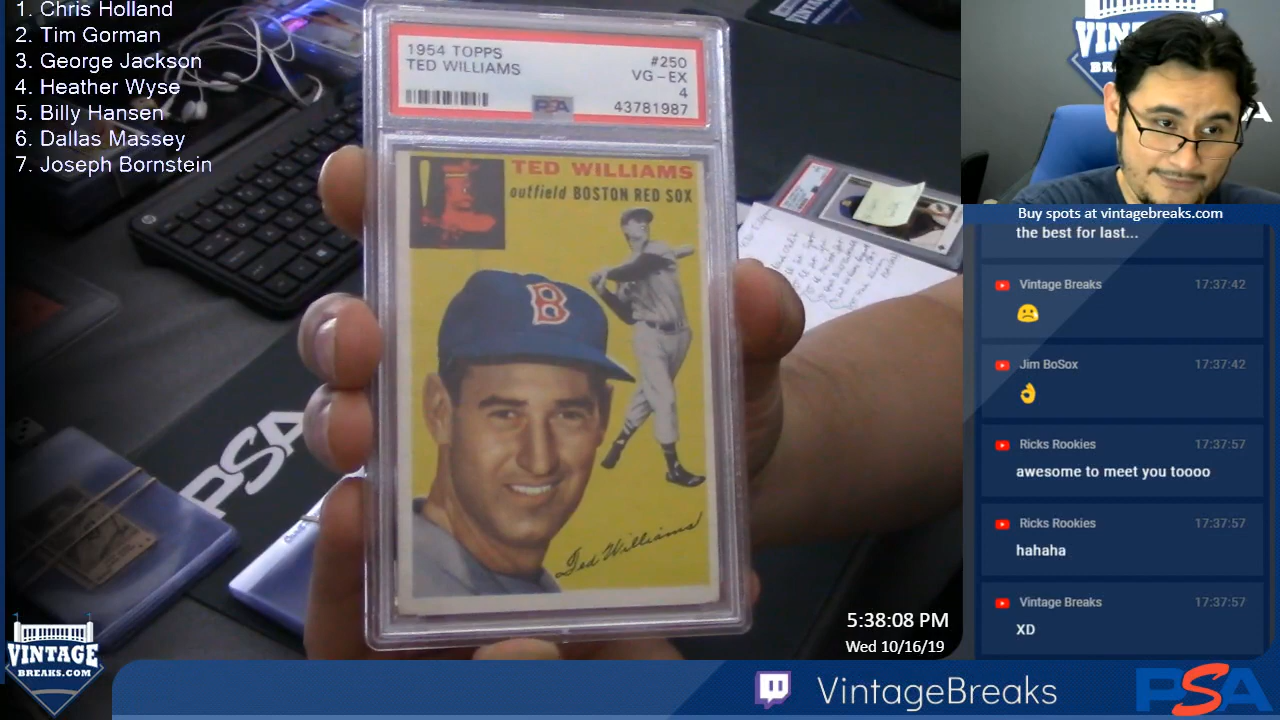 1. Chris Holland
2. Tim Gorman
3. George Jackson
4. Heather Wyse
5. Billy Hansen
6. Dallas Massey
7. Joseph Bornstein
1954 TOPPS
TED WILLIAMS
#250
VG-EX
4
43781987
PSA
TED WILLIAMS
outfield BOSTON RED SOX
B
Ted Williams
PSA
VINTAGE
BREAKS.COM
5:38:08 PM
Wed 10/16/19
VintageBreaks
PSA
Buy spots at vintagebreaks.com
the best for last...
Vintage Breaks 17:37:42
Jim BoSox 17:37:42
Ricks Rookies 17:37:57
awesome to meet you toooo
Ricks Rookies 17:37:57
hahaha
Vintage Breaks 17:37:57
XD